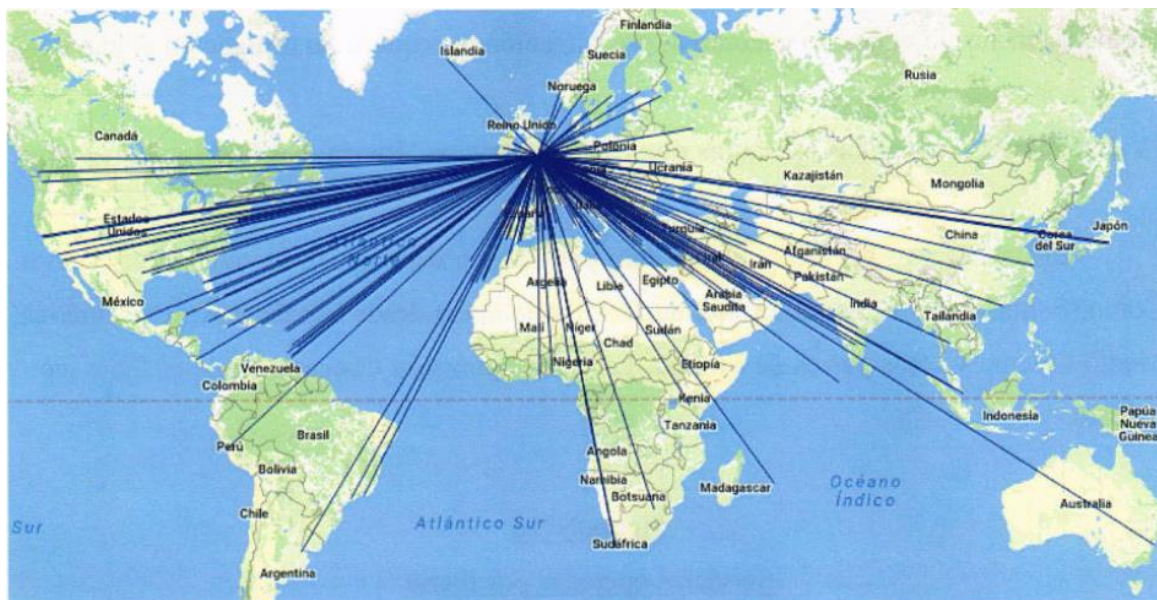 Finlandia
Islandia
Suecia
Rusia
Noruega
Reino Unido
Canadá
Polonia
Ucrania
Kazajistán
Mongolia
Estados
Unidos
Turquía
China
Corea
del Sur
Japón
Irak
Irán
Afganistán
Pakistán
México
Argelia
Libia
Egipto
Arabia
Saudita
India
Tailandia
Malí
Níger
Chad
Sudán
Nigeria
Etiopía
Venezuela
Colombia
Kenia
Tanzania
Indonesia
Papúa
Nueva
Guinea
Perú
Brasil
Bolivia
Angola
Namibia
Botsuana
Madagascar
Océano
Índico
Australia
Chile
Sur
Atlántico Sur
Sudáfrica
Argentina